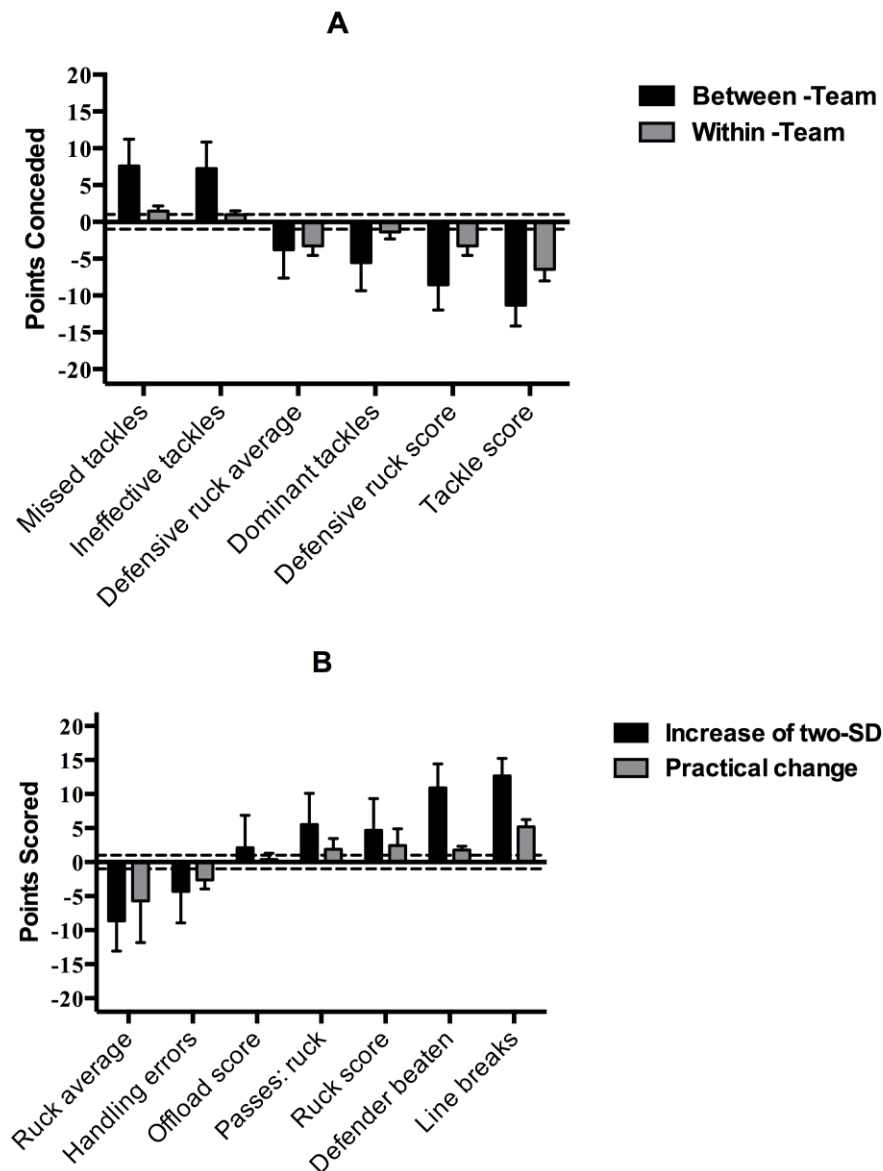 A
Between -Team
Within -Team
Points Conceded
20
15
10
5
0
-5
-10
-15
-20
Missed tackles
Ineffective tackles
Defensive ruck average
Dominant tackles
Defensive ruck score
Tackle score
B
Increase of two-SD
Practical change
Points Scored
20
15
10
5
0
-5
-10
-15
-20
Ruck average
Handling errors
Offload score
Passes: ruck
Ruck score
Defender beaten
Line breaks